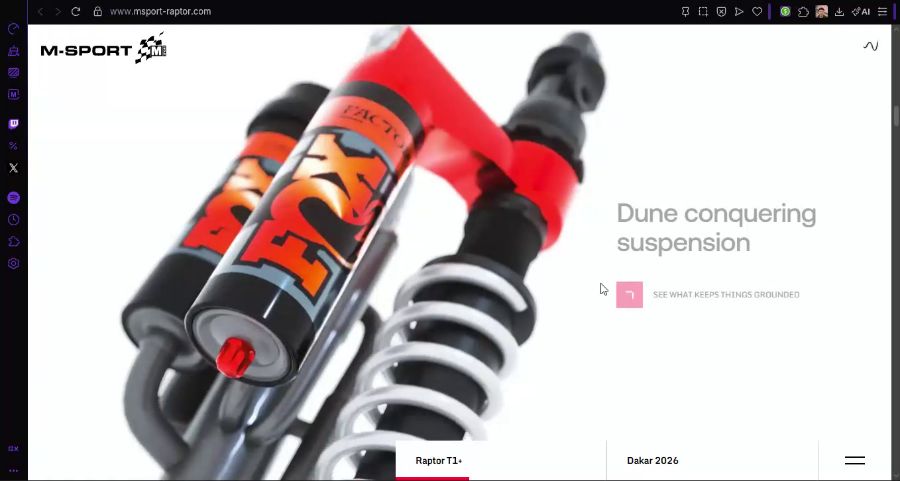 www.msport-raptor.com
AI
M-SPORT
M
FACTO
FOX
FOX
Dune conquering
suspension
SEE WHAT KEEPS THINGS GROUNDED
Raptor T1+
Dakar 2026